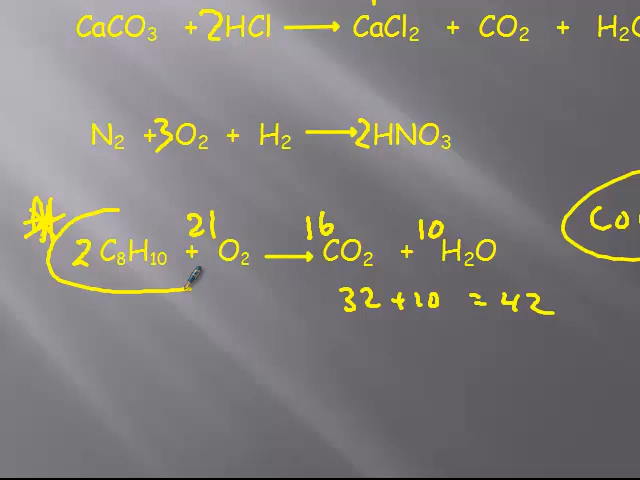 CaCO₃ + 2HCl ⟶ CaCl₂ + CO₂ + H₂O
N₂ + 3O₂ + H₂ ⟶ 2HNO₃
2 C₈H₁₀ + 21 O₂ ⟶ 16 CO₂ + 10 H₂O
32 + 10 = 42